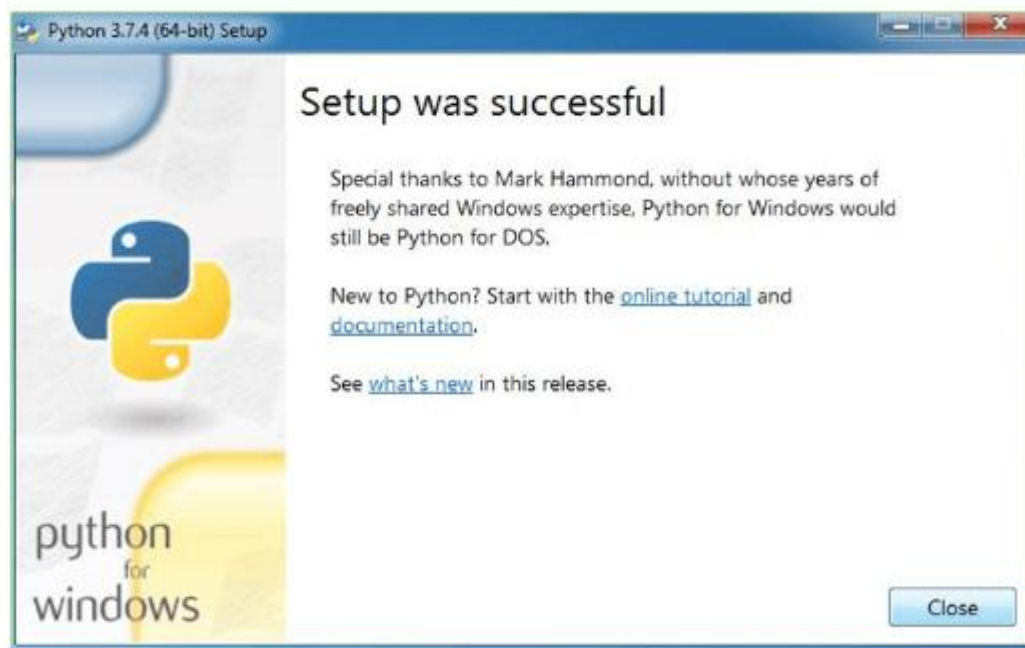 Python 3.7.4 (64-bit) Setup
Setup was successful
Special thanks to Mark Hammond, without whose years of
freely shared Windows expertise, Python for Windows would
still be Python for DOS.
New to Python? Start with the online tutorial and
documentation.
See what's new in this release.
python
for
windows
Close